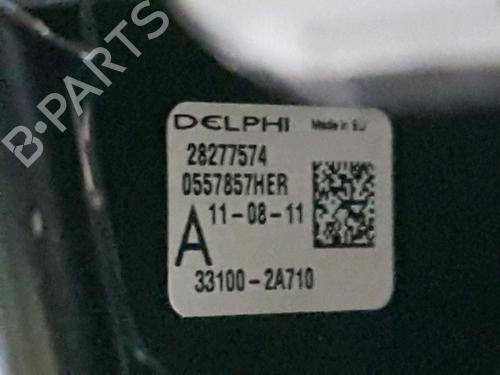 B-PARTS
DELPHI Made in EU
28277574
0557857HER
11-08-11
A
33100-2A710